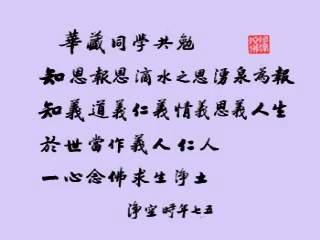 華藏同學共勉
知恩報恩滴水之恩湧泉為報
知義道義仁義情義恩義人生
於世當作義人仁人
一心念佛求生淨土
淨空時年七五